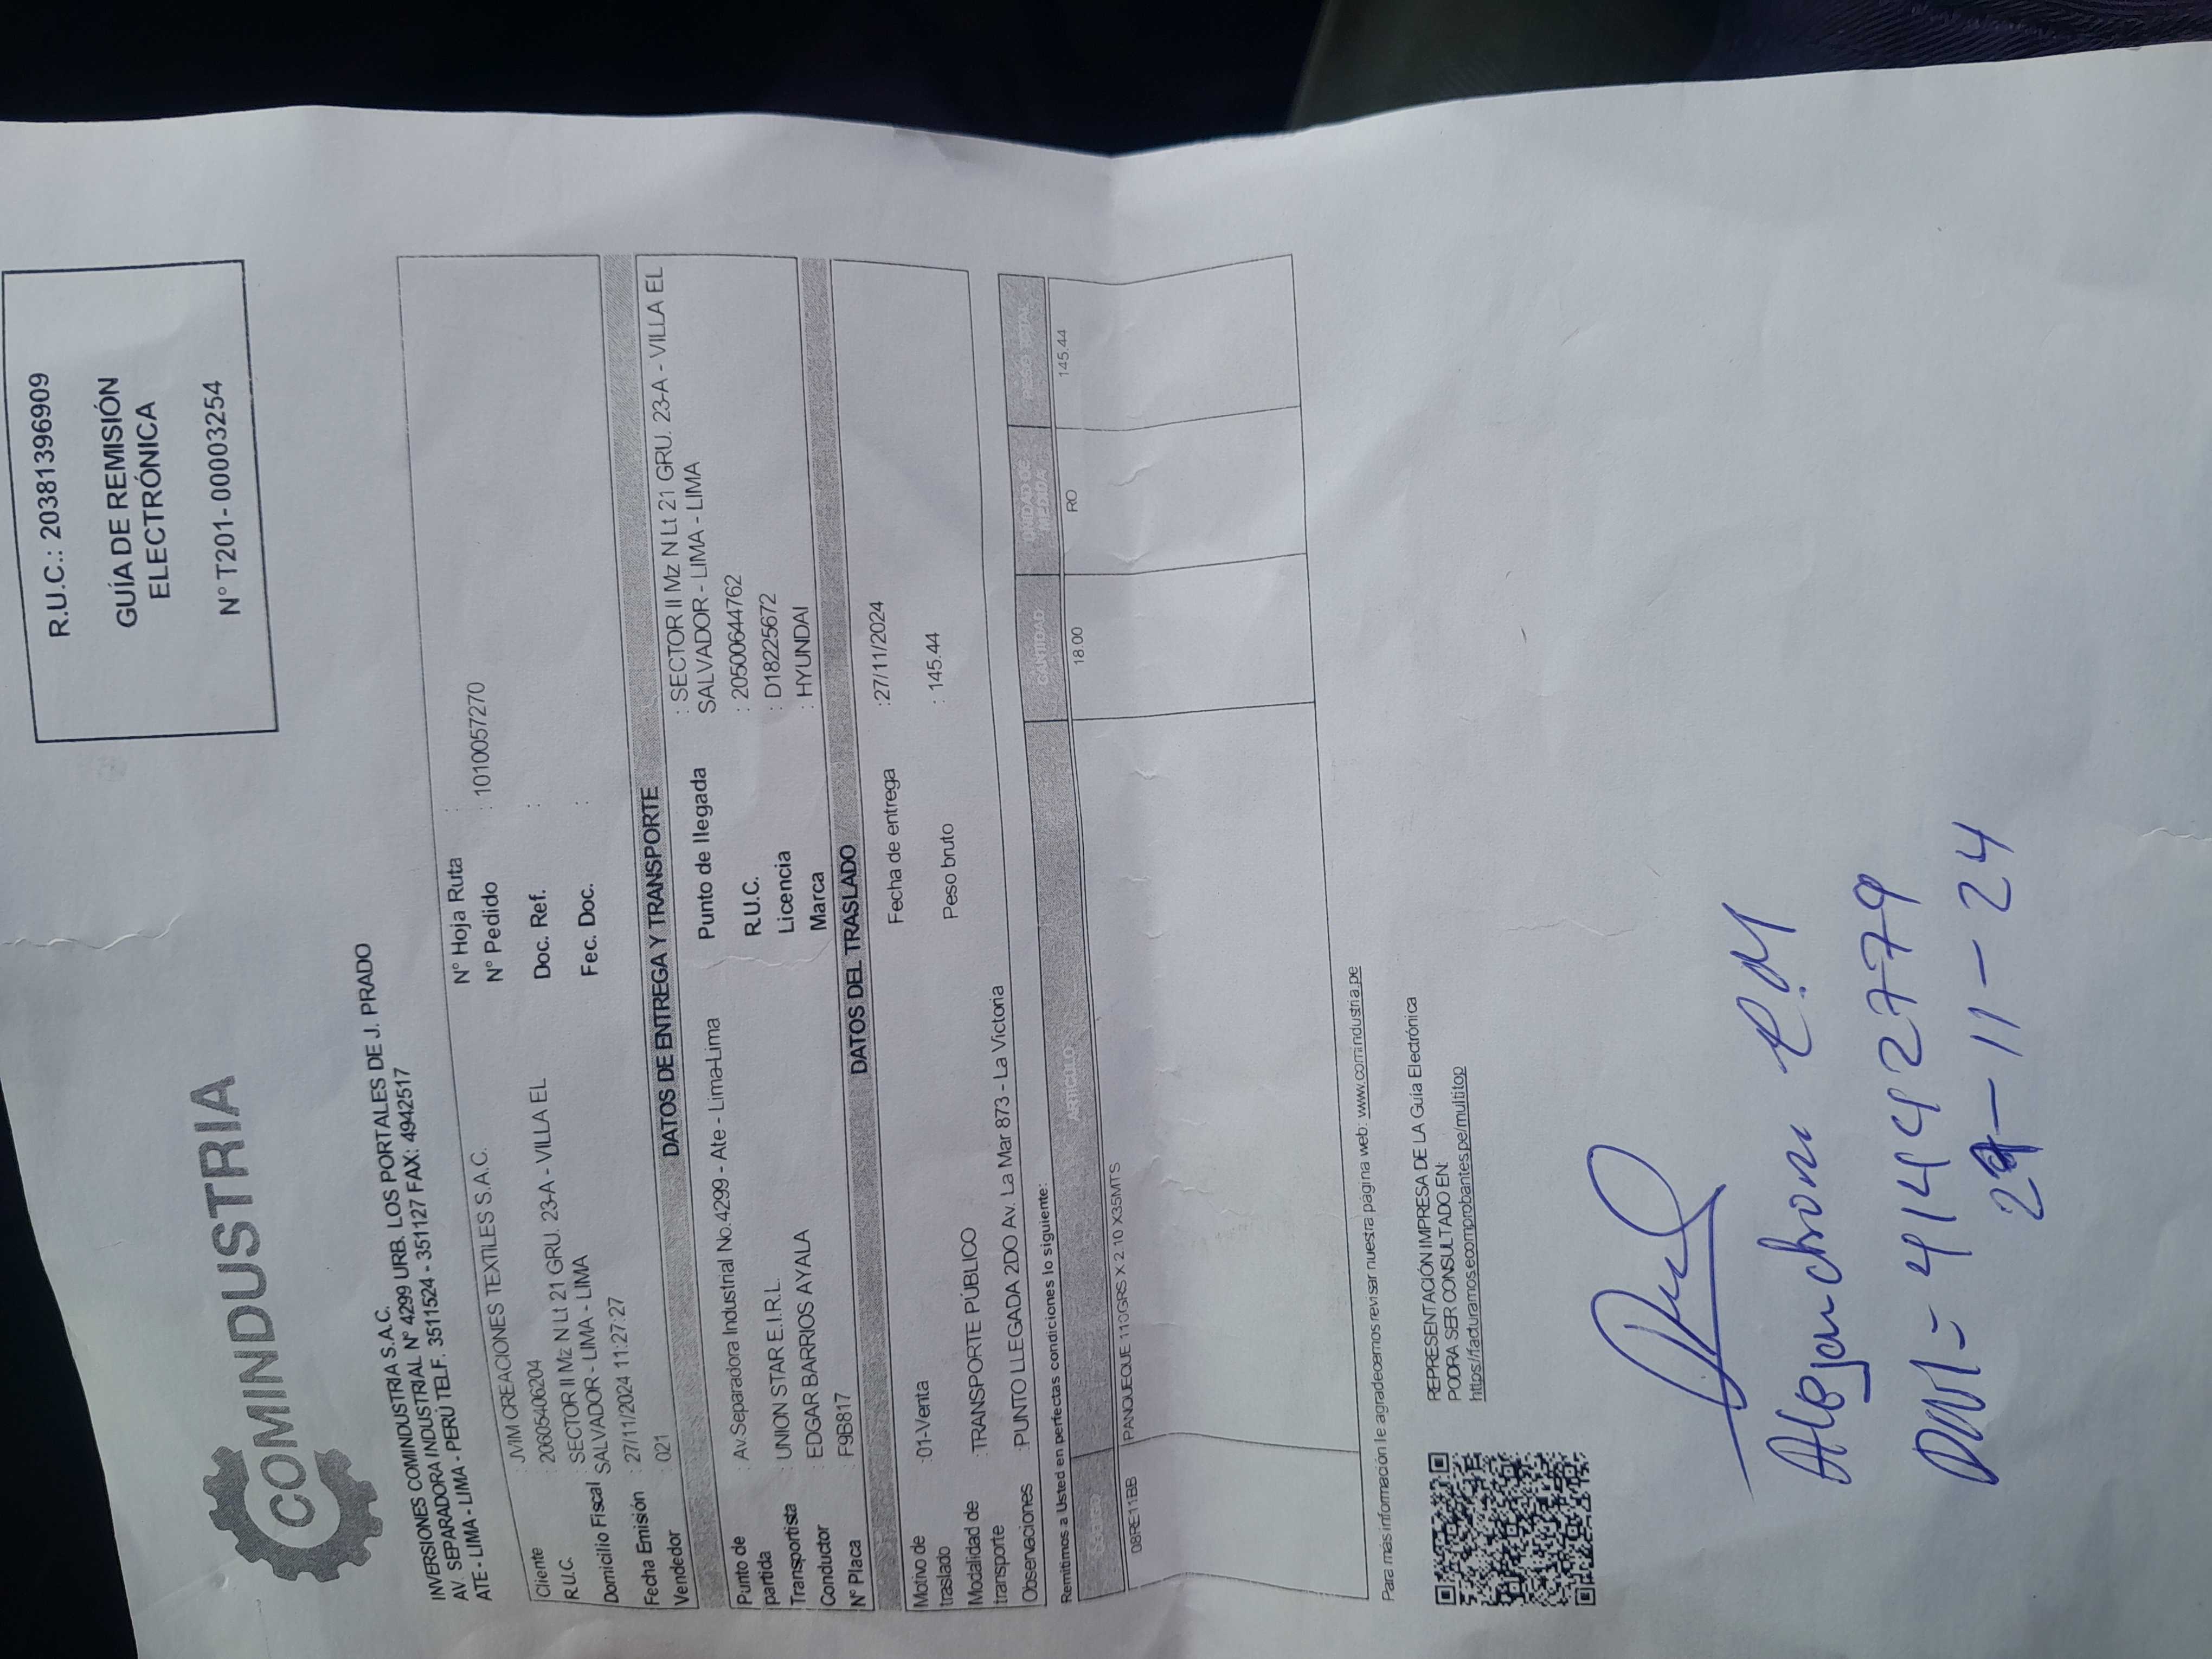 COMINDUSTRIA
R.U.C.: 20381396909
GUÍA DE REMISIÓN
ELECTRÓNICA
N° T201-00003254
INVERSIONES COMINDUSTRIA S.A.C.
AV. SEPARADORA INDUSTRIAL N° 4299 URB. LOS PORTALES DE J. PRADO
ATE - LIMA - LIMA - PERÚ TELF. 3511524 - 351127 FAX: 4942517
Cliente : JVIM CREACIONES TEXTILES S.A.C.
N° Hoja Ruta :
R.U.C. : 20605406204
N° Pedido : 1010057270
Domicilio Fiscal : SECTOR II Mz N Lt 21 GRU. 23-A - VILLA EL
SALVADOR - LIMA - LIMA
Doc. Ref. :
Fecha Emisión : 27/11/2024 11:27:27
Fec. Doc. :
Vendedor : 021
DATOS DE ENTREGA Y TRANSPORTE
Punto de partida : Av.Separadora Industrial No.4299 - Ate - Lima-Lima
Punto de llegada : SECTOR II Mz N Lt 21 GRU. 23-A - VILLA EL
SALVADOR - LIMA - LIMA
Transportista : UNION STAR E.I.R.L.
R.U.C. : 20500644762
Conductor : EDGAR BARRIOS AYALA
Licencia : D18225672
N° Placa : F9B817
Marca : HYUNDAI
DATOS DEL TRASLADO
Motivo de traslado :01-Venta
Fecha de entrega :27/11/2024
Modalidad de transporte :TRANSPORTE PÚBLICO
Peso bruto : 145.44
Observaciones :PUNTO LLEGADA 2DO Av. La Mar 873 - La Victoria
Remitimos a Usted en perfectas condiciones lo siguiente:
ARTICULO CANTIDAD UNIDAD DE MEDIDA PESO TOTAL
DBRE11BB PANQUEQUE 110GRS X 2.10 X35MTS 18.00 RO 145.44
Para más información le agradecemos revisar nuestra página web: www.comindustria.pe
REPRESENTACIÓN IMPRESA DE LA Guía Electrónica
PODRA SER CONSULTADO EN:
https://facturamos.ecomprobantes.pe/multitop
DNI = 41442779
27-11-24